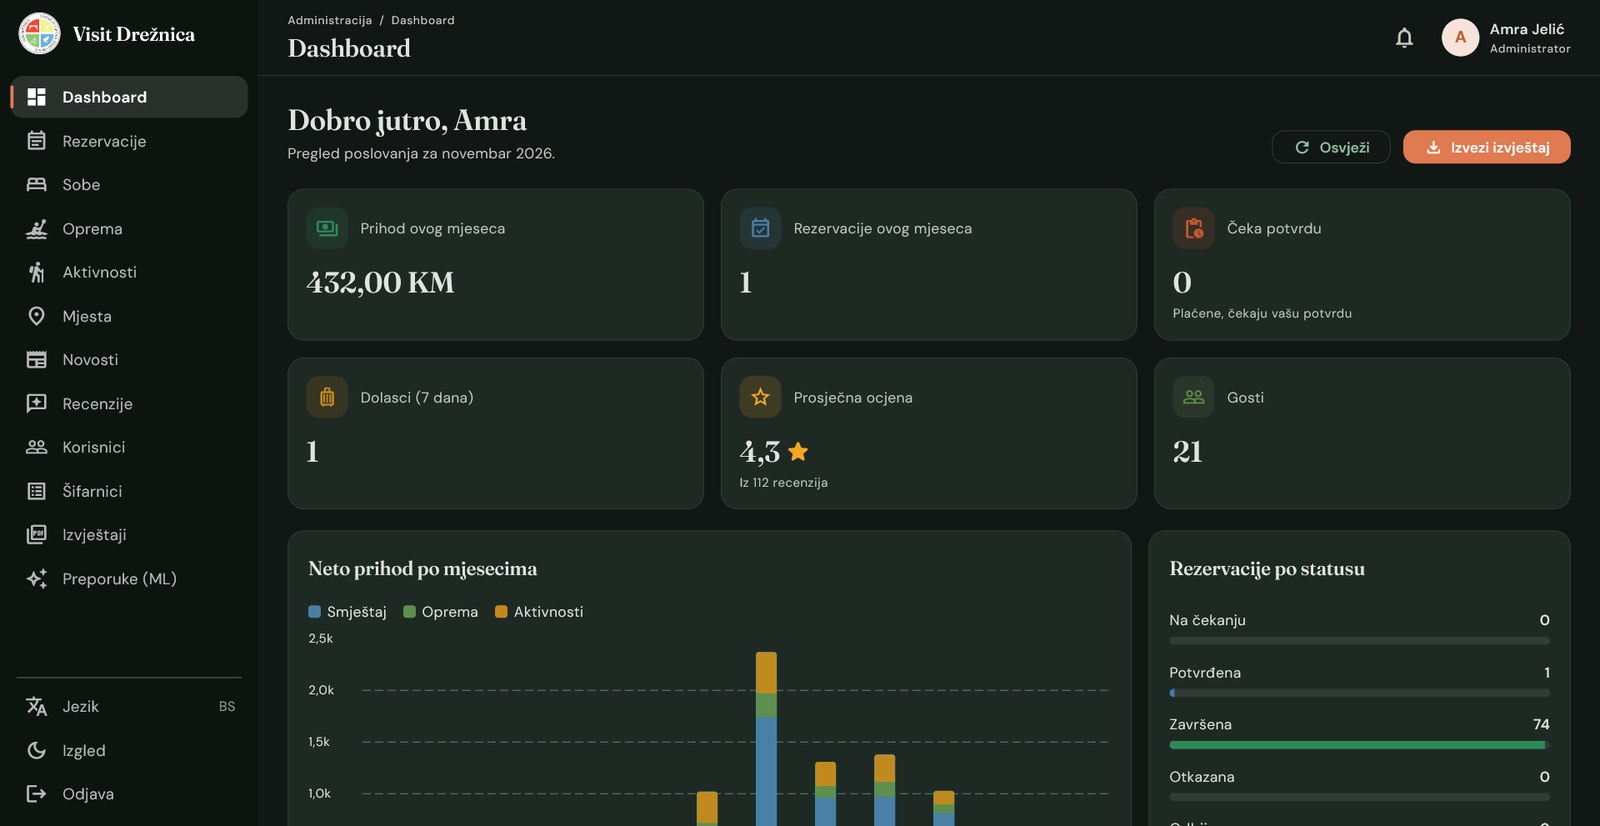 Visit Drežnica
Dashboard
Rezervacije
Sobe
Oprema
Aktivnosti
Mjesta
Novosti
Recenzije
Korisnici
Šifarnici
Izvještaji
Preporuke (ML)
Jezik BS
Izgled
Odjava
Administracija / Dashboard
Dashboard
A
Amra Jelić
Administrator
Dobro jutro, Amra
Pregled poslovanja za novembar 2026.
Osvježi
Izvezi izvještaj
Prihod ovog mjeseca
432,00 KM
Rezervacije ovog mjeseca
1
Čeka potvrdu
0
Plaćene, čekaju vašu potvrdu
Dolasci (7 dana)
1
Prosječna ocjena
4,3
Iz 112 recenzija
Gosti
21
Neto prihod po mjesecima
Smještaj Oprema Aktivnosti
2,5k
2,0k
1,5k
1,0k
Rezervacije po statusu
Na čekanju 0
Potvrđena 1
Završena 74
Otkazana 0